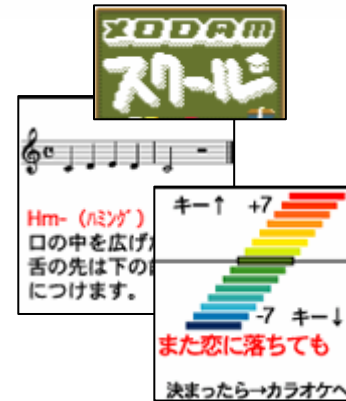 XODAM
スクール
Hm-（ハミング）
口の中を広げ
舌の先は下の
につけます。
キー↑ +7
-7 キー↓
また恋に落ちても
決まったら→カラオケへ